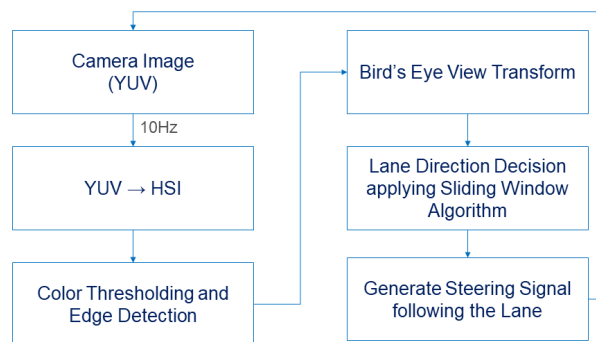 Camera Image
(YUV)
10Hz
YUV → HSI
Color Thresholding and
Edge Detection
Bird's Eye View Transform
Lane Direction Decision
applying Sliding Window
Algorithm
Generate Steering Signal
following the Lane